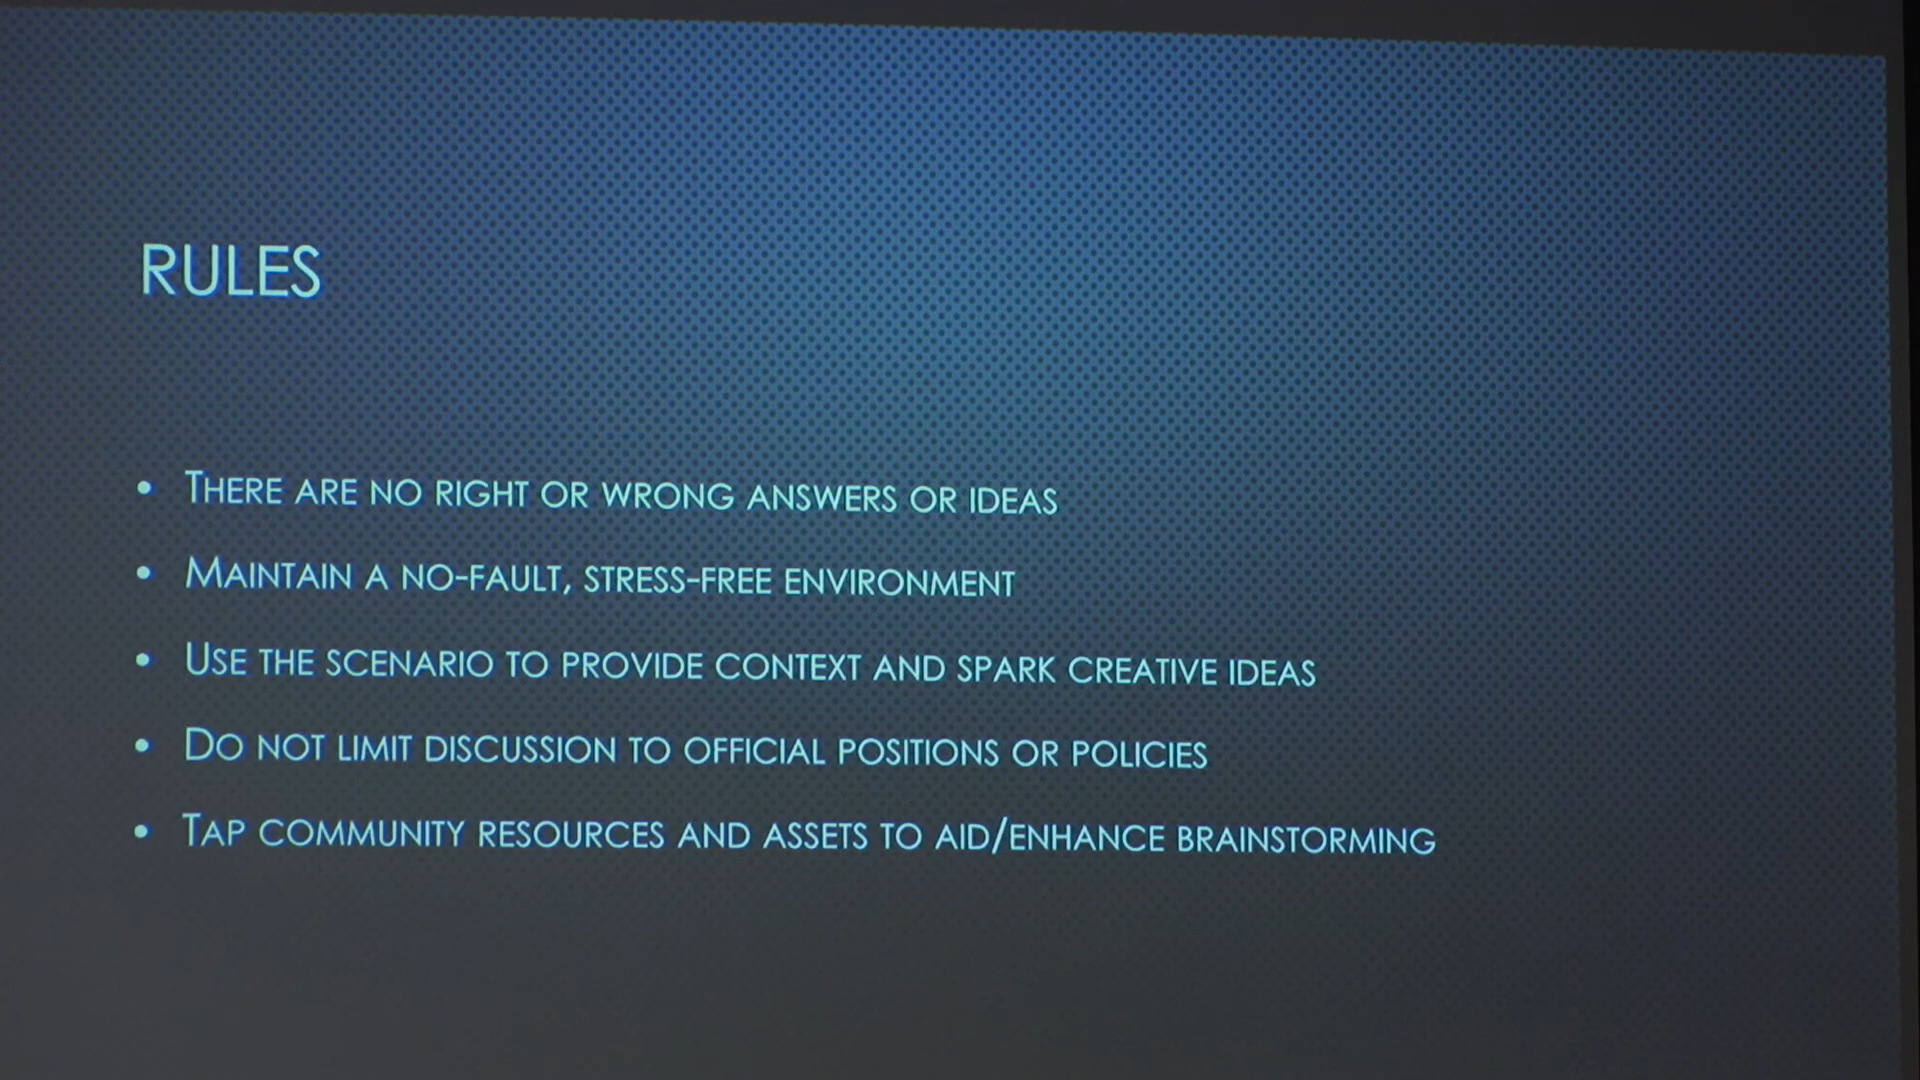 RULES
• THERE ARE NO RIGHT OR WRONG ANSWERS OR IDEAS
• MAINTAIN A NO-FAULT, STRESS-FREE ENVIRONMENT
• USE THE SCENARIO TO PROVIDE CONTEXT AND SPARK CREATIVE IDEAS
• DO NOT LIMIT DISCUSSION TO OFFICIAL POSITIONS OR POLICIES
• TAP COMMUNITY RESOURCES AND ASSETS TO AID/ENHANCE BRAINSTORMING